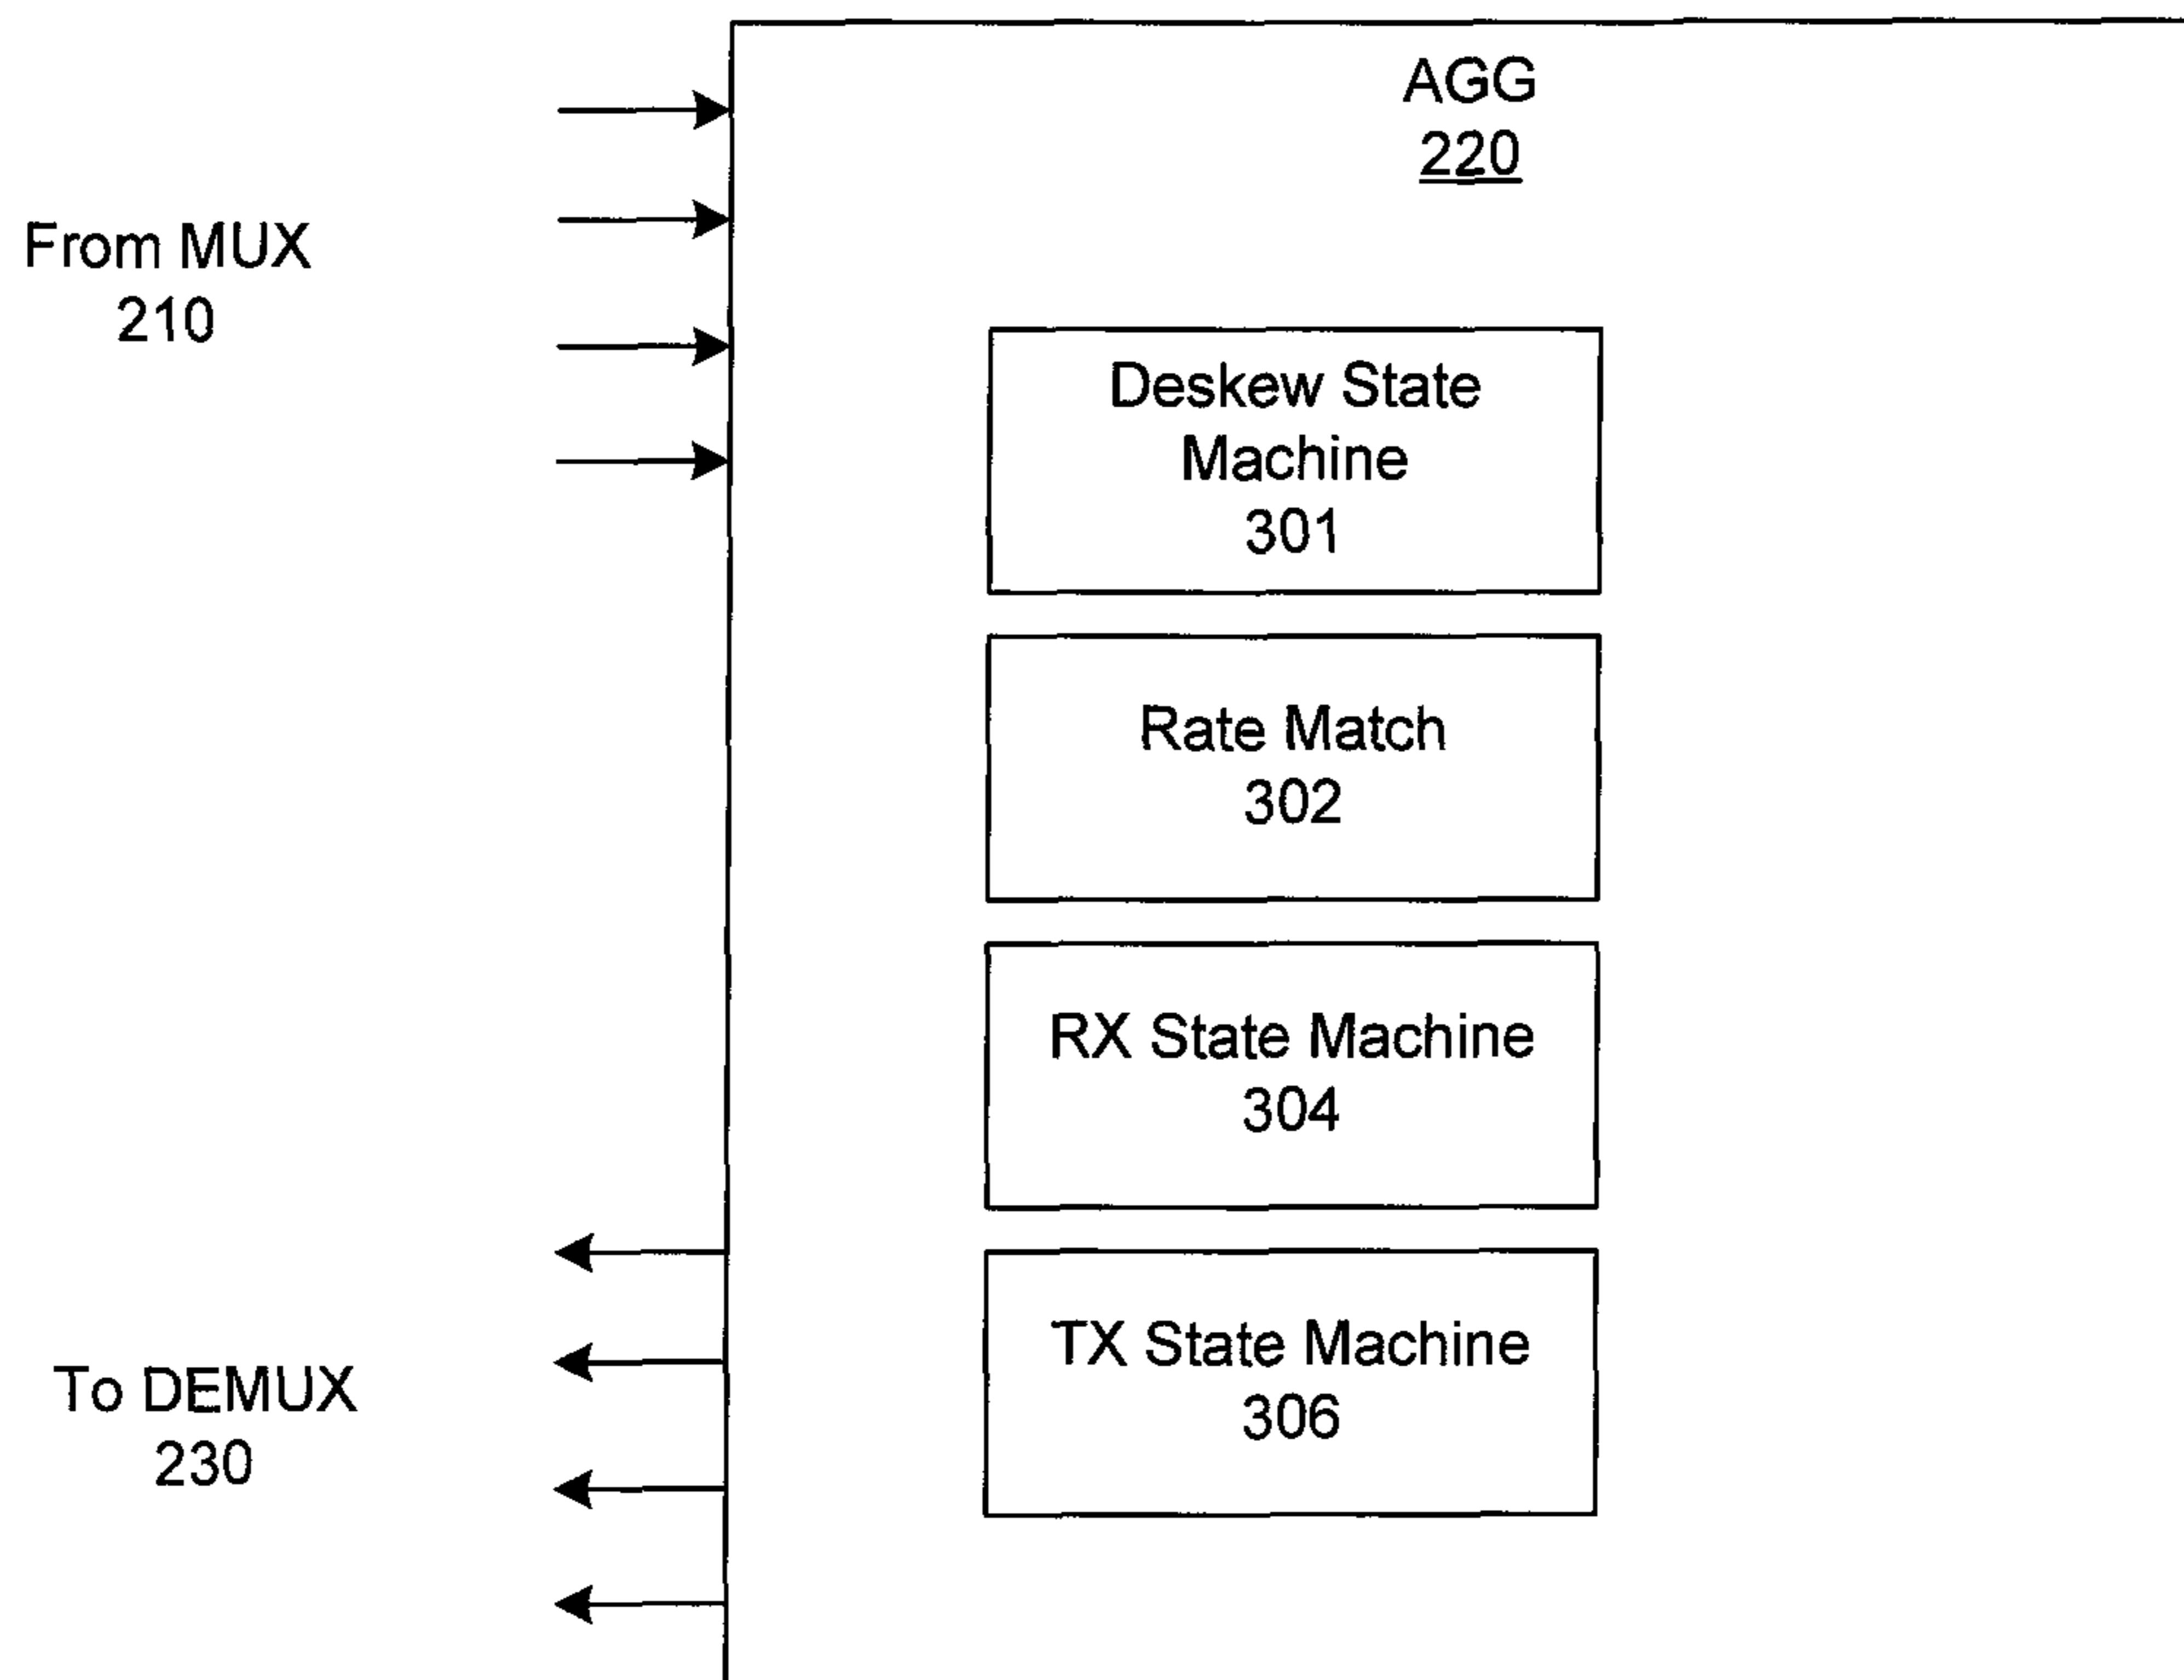 AGG
220
From MUX
210
Deskew State
Machine
301
Rate Match
302
RX State Machine
304
TX State Machine
306
To DEMUX
230